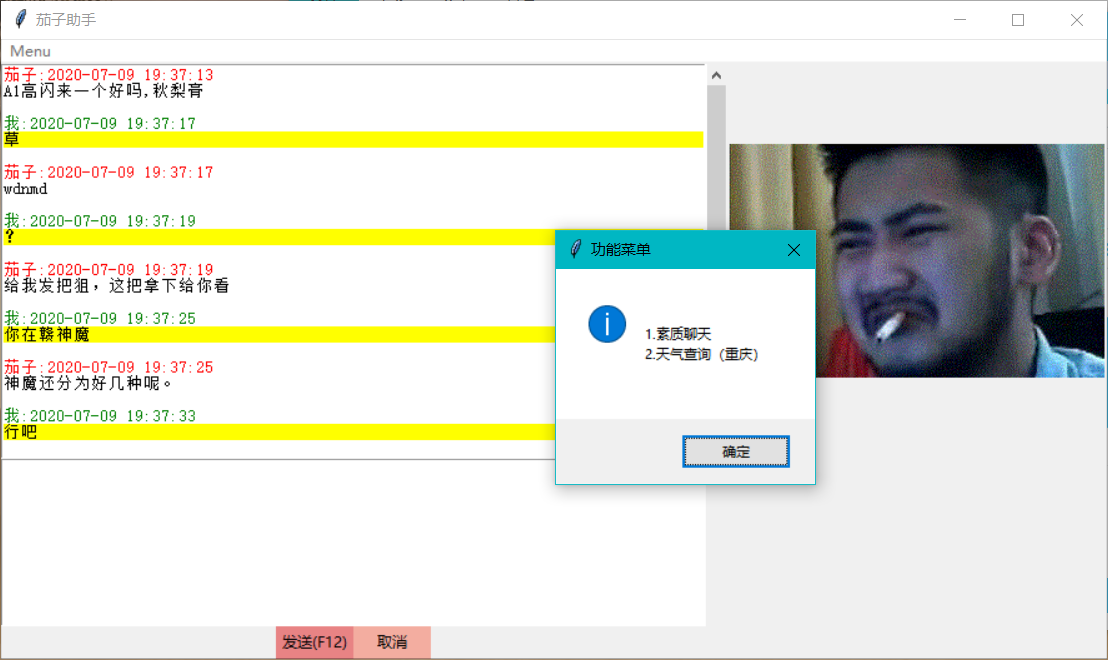 茄子助手
Menu
茄子:2020-07-09 19:37:13
A1高闪来一个好吗,秋梨膏
我:2020-07-09 19:37:17
草
茄子:2020-07-09 19:37:17
wdnmd
我:2020-07-09 19:37:19
?
茄子:2020-07-09 19:37:19
给我发把狙，这把拿下给你看
我:2020-07-09 19:37:25
你在赣神魔
茄子:2020-07-09 19:37:25
神魔还分为好几种呢。
我:2020-07-09 19:37:33
行吧
功能菜单
1.素质聊天
2.天气查询（重庆）
确定
发送(F12)
取消